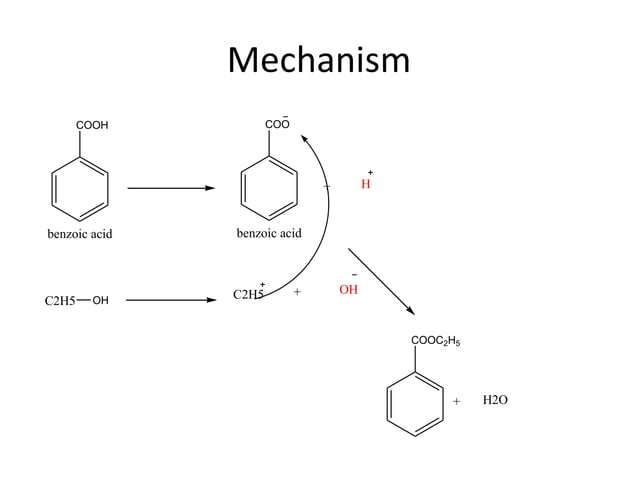 Mechanism
COOH
COO⁻
+ H⁺
benzoic acid
benzoic acid
C2H5—OH
C2H5⁺ + OH⁻
COOC₂H₅
+ H2O